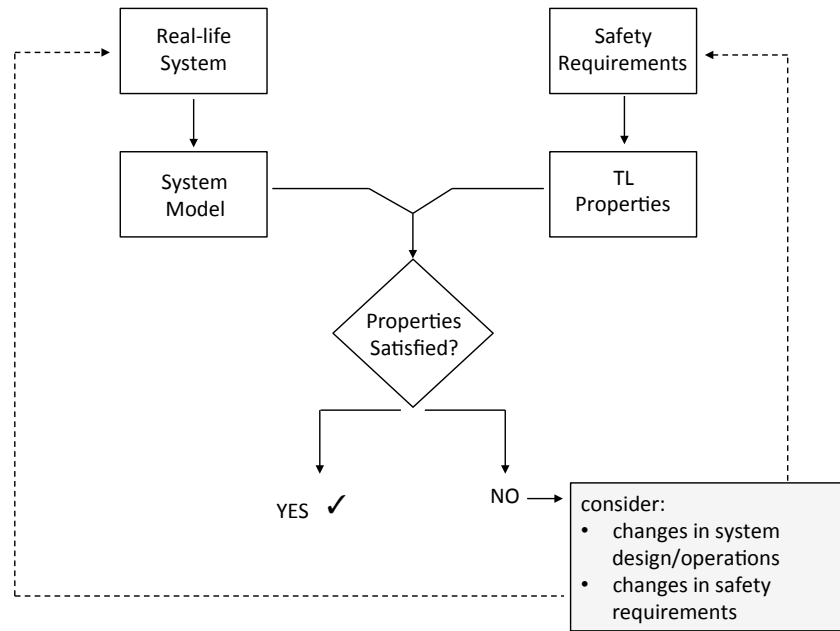 Real-life
System
Safety
Requirements
System
Model
TL
Properties
Properties
Satisfied?
YES ✓
NO
consider:
• changes in system
design/operations
• changes in safety
requirements